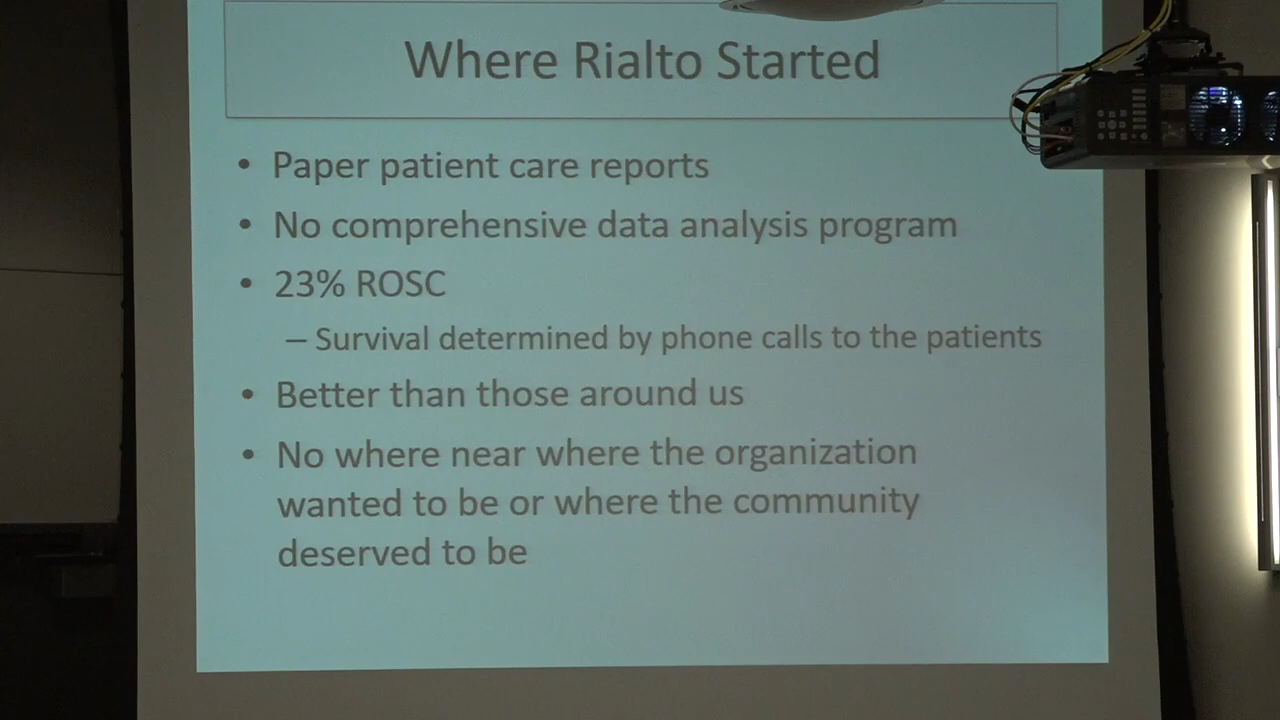 Where Rialto Started
• Paper patient care reports
• No comprehensive data analysis program
• 23% ROSC
– Survival determined by phone calls to the patients
• Better than those around us
• No where near where the organization
wanted to be or where the community
deserved to be